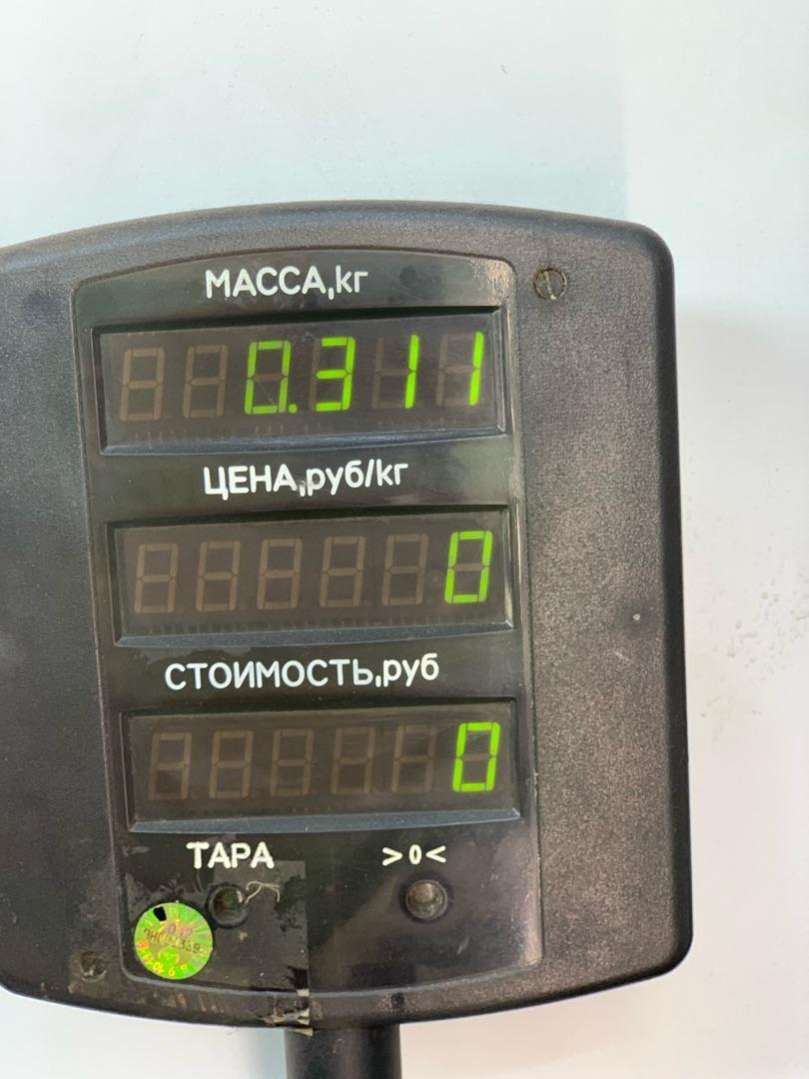 МАССА,кг
0.311
ЦЕНА,руб/кг
0
СТОИМОСТЬ,руб
0
ТАРА >0<